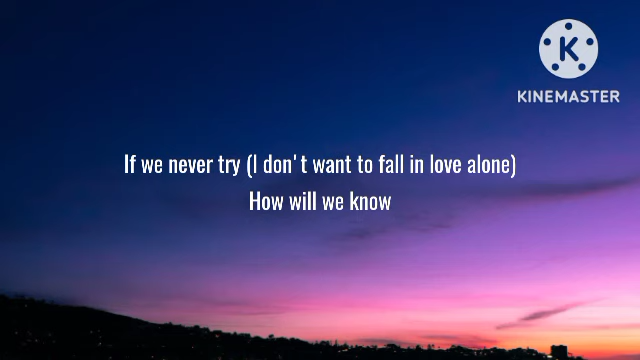 K
KINEMASTER
If we never try (I don't want to fall in love alone)
How will we know